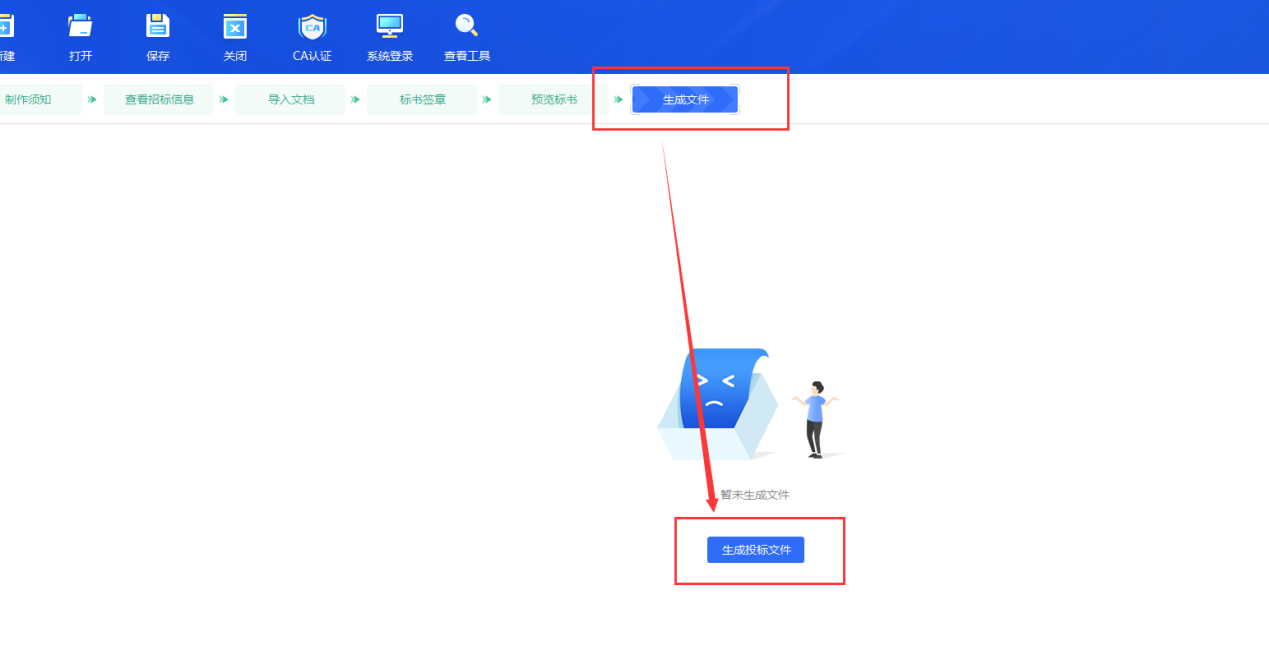 建
打开
保存
关闭
CA认证
系统登录
查看工具
CA
制作须知
查看招标信息
导入文档
标书签章
预览标书
生成文件
暂未生成文件
生成投标文件